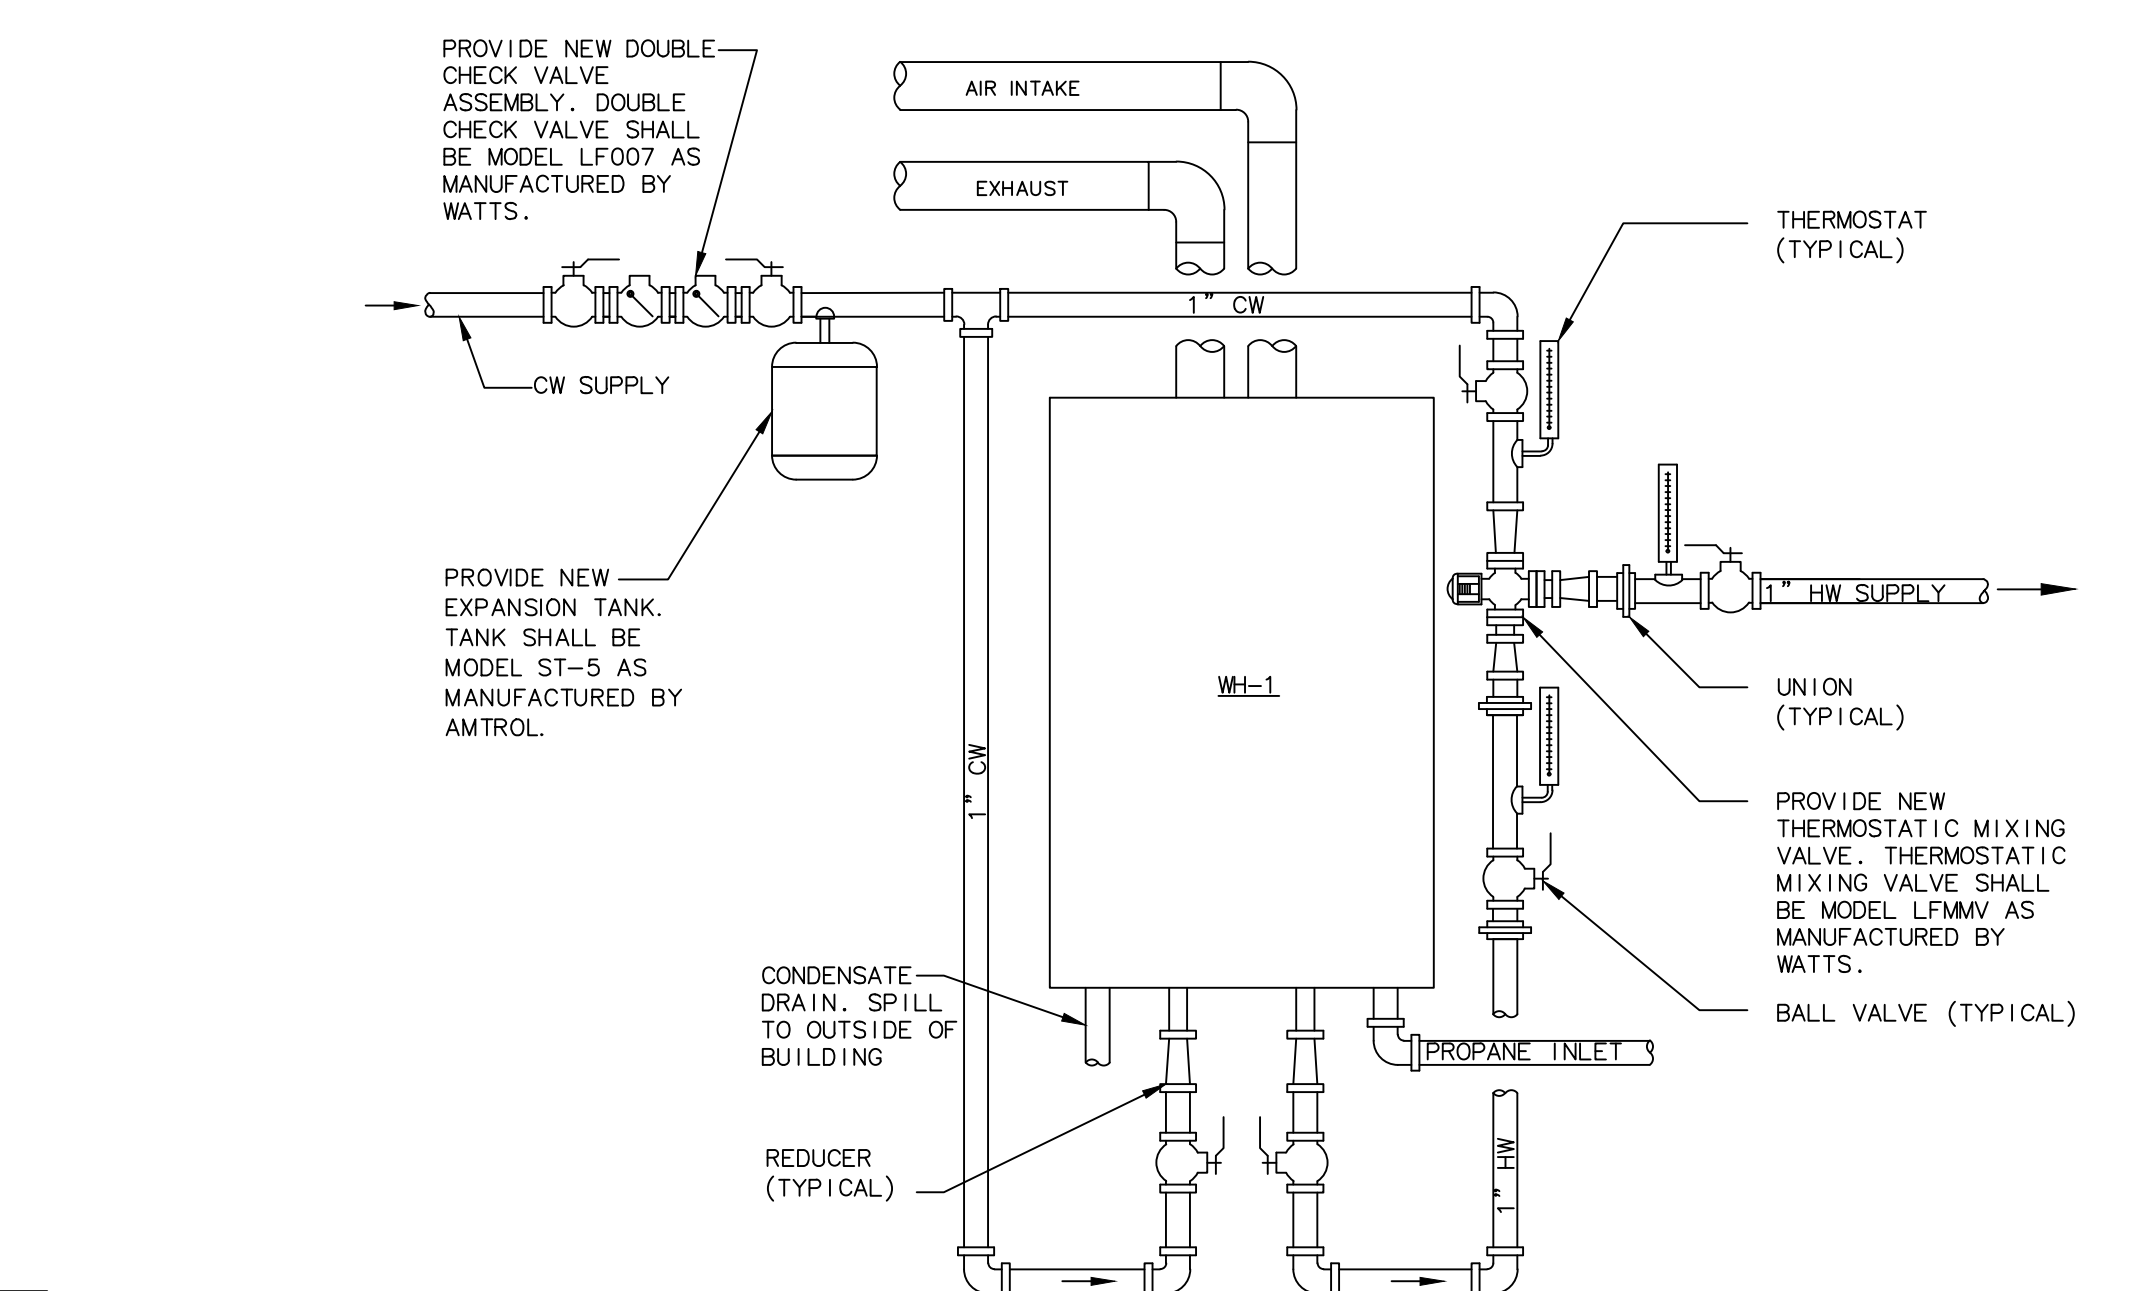 PROVIDE NEW DOUBLE
CHECK VALVE
ASSEMBLY. DOUBLE
CHECK VALVE SHALL
BE MODEL LF007 AS
MANUFACTURED BY
WATTS.
AIR INTAKE
EXHAUST
THERMOSTAT
(TYPICAL)
1" CW
CW SUPPLY
PROVIDE NEW
EXPANSION TANK.
TANK SHALL BE
MODEL ST-5 AS
MANUFACTURED BY
AMTROL.
1" HW SUPPLY
WH-1
UNION
(TYPICAL)
1" CW
PROVIDE NEW
THERMOSTATIC MIXING
VALVE. THERMOSTATIC
MIXING VALVE SHALL
BE MODEL LFMMV AS
MANUFACTURED BY
WATTS.
BALL VALVE (TYPICAL)
CONDENSATE
DRAIN. SPILL
TO OUTSIDE OF
BUILDING
PROPANE INLET
REDUCER
(TYPICAL)
1" HW